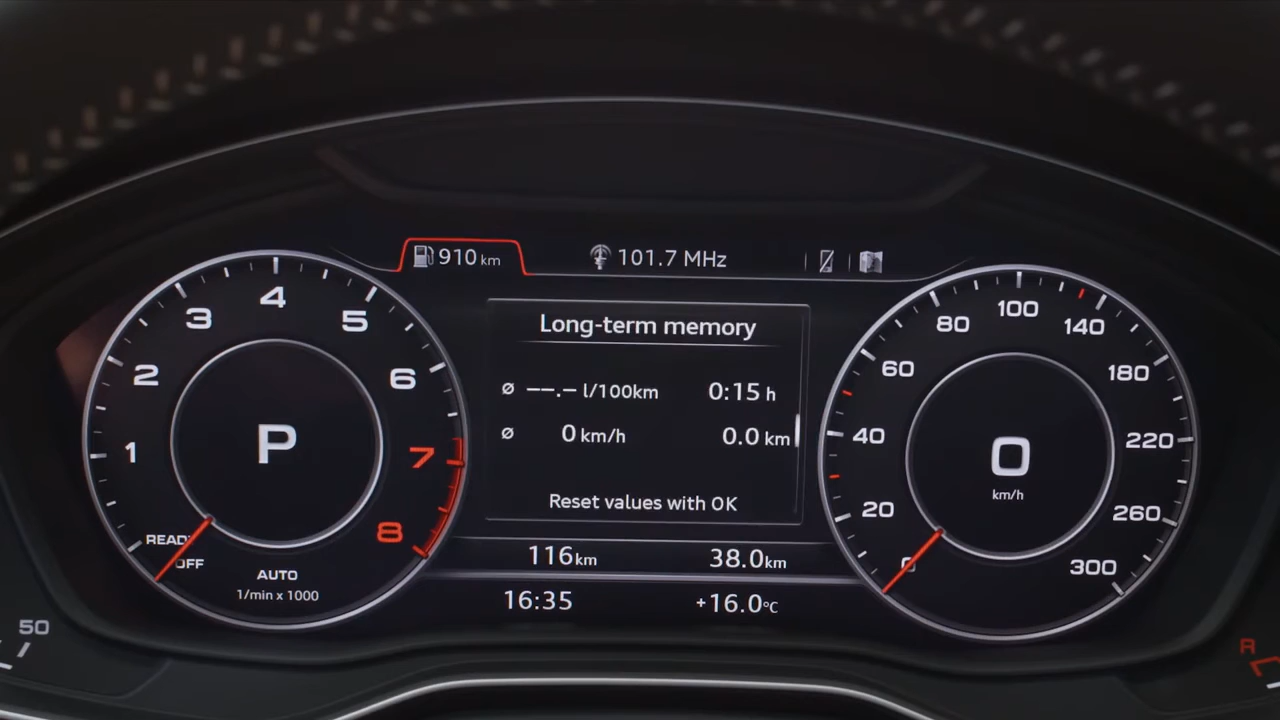 910 km
101.7 MHz
1
2
3
4
5
6
7
8
P
READY
OFF
AUTO
1/min x 1000
Long-term memory
Ø --.- l/100km 0:15 h
Ø 0 km/h 0.0 km
Reset values with OK
116 km 38.0 km
16:35 +16.0 °C
0
20
40
60
80
100
140
180
220
260
300
0
km/h
50
R